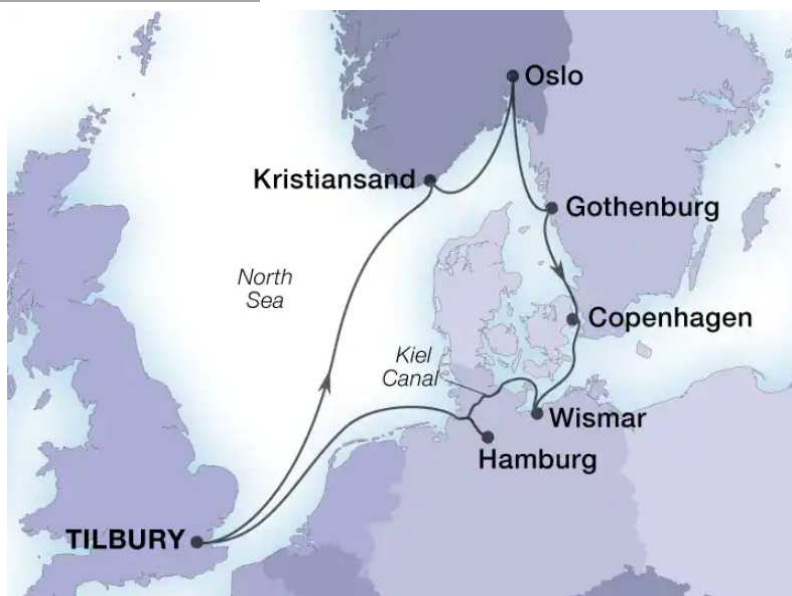 Oslo
Kristiansand
Gothenburg
North
Sea
Copenhagen
Kiel
Canal
Wismar
Hamburg
TILBURY